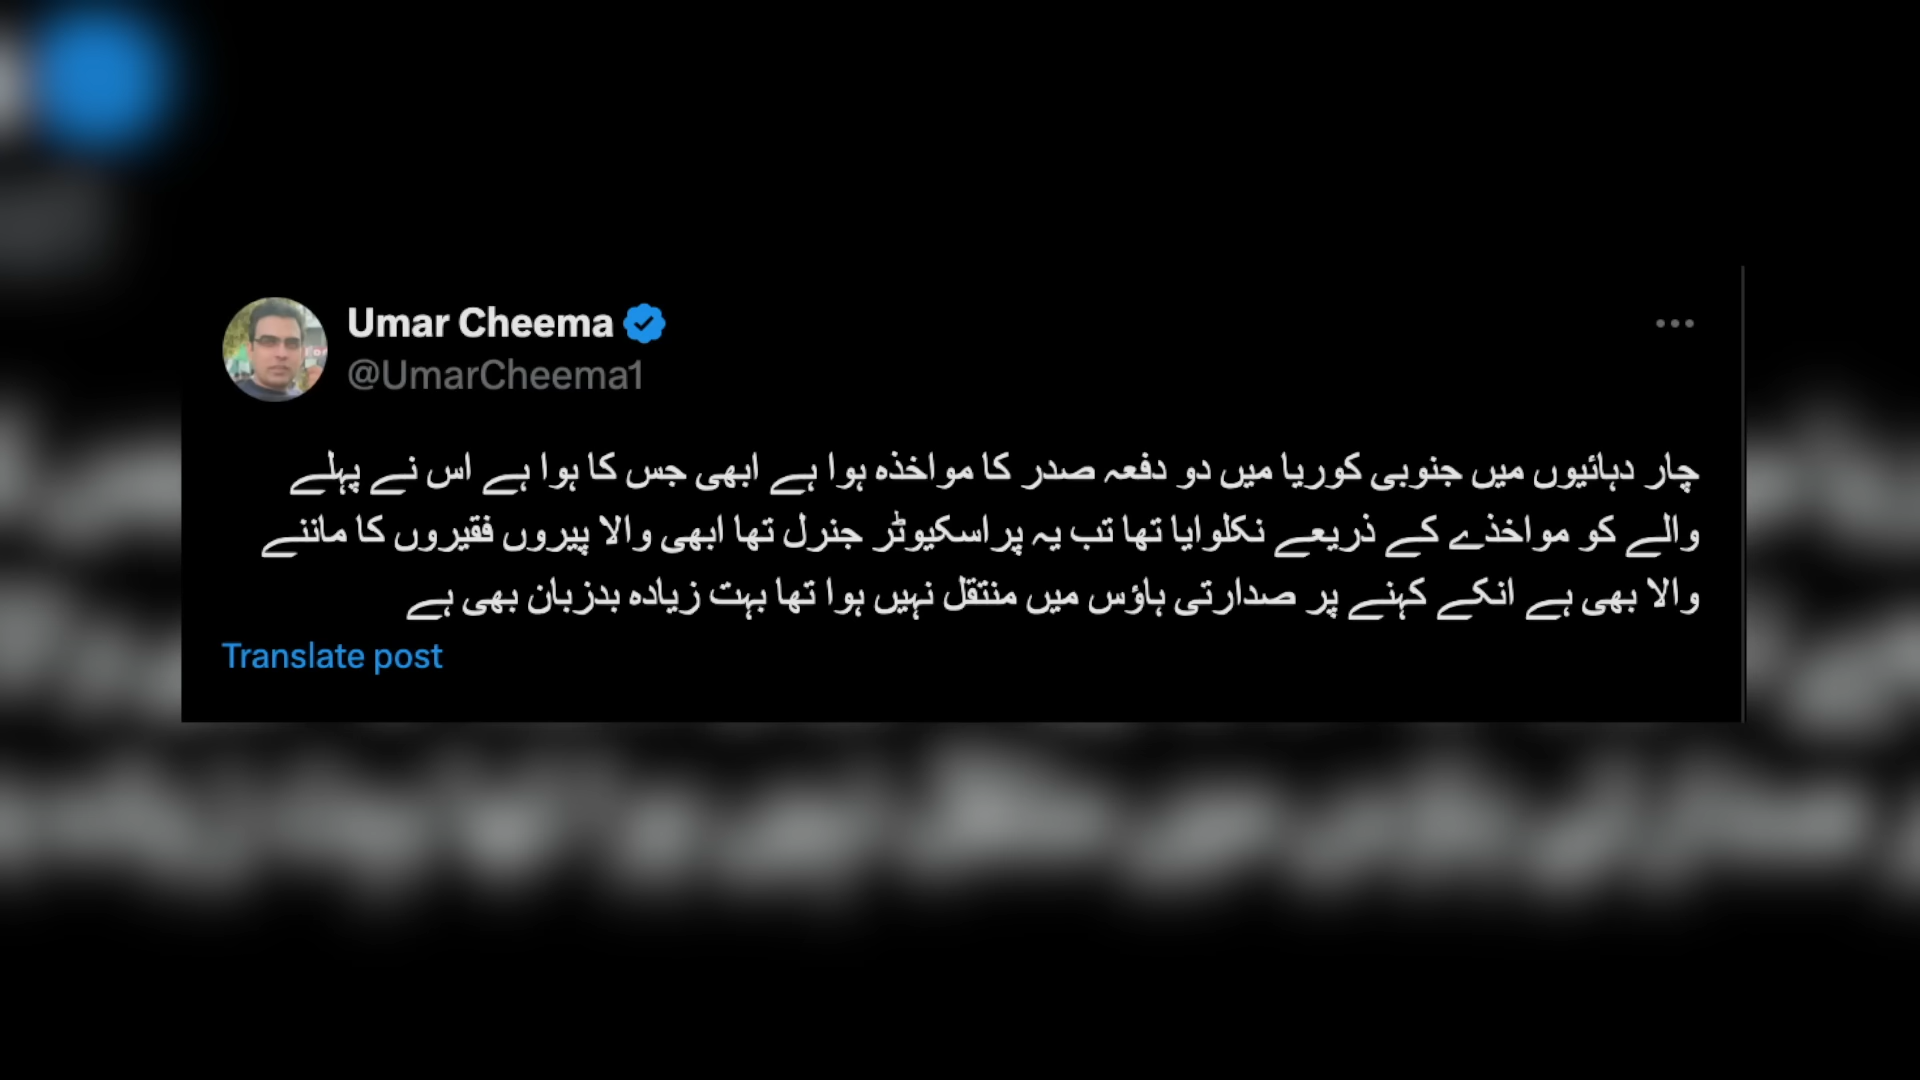 Umar Cheema
@UmarCheema1
چار دہائیوں میں جنوبی کوریا میں دو دفعہ صدر کا مواخذہ ہوا ہے ابھی جس کا ہوا ہے اس نے پہلے
والے کو مواخذے کے ذریعے نکلوایا تھا تب یہ پراسکیوٹر جنرل تھا ابھی والا پیروں فقیروں کا ماننے
والا بھی ہے انکے کہنے پر صدارتی ہاؤس میں منتقل نہیں ہوا تھا بہت زیادہ بدزبان بھی ہے
Translate post